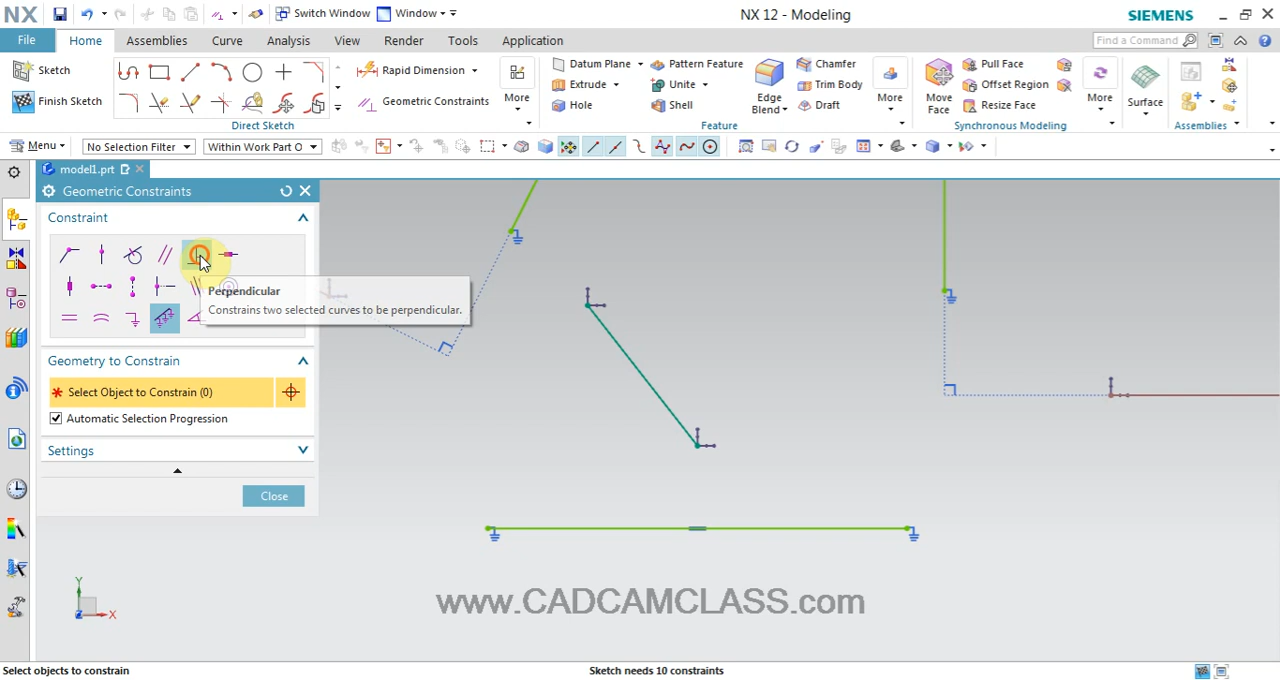 NX
Switch Window
Window
NX 12 - Modeling
SIEMENS
File
Home
Assemblies
Curve
Analysis
View
Render
Tools
Application
Find a Command
Sketch
Finish Sketch
Direct Sketch
Rapid Dimension
Geometric Constraints
More
Datum Plane
Extrude
Hole
Pattern Feature
Unite
Shell
Edge
Blend
Chamfer
Trim Body
Draft
More
Feature
Move
Face
Pull Face
Offset Region
Resize Face
More
Synchronous Modeling
Surface
Assemblies
Menu
No Selection Filter
Within Work Part O
model1.prt
Geometric Constraints
Constraint
Perpendicular
Constrains two selected curves to be perpendicular.
Geometry to Constrain
* Select Object to Constrain (0)
Automatic Selection Progression
Settings
Close
Y
X
Z
www.CADCAMCLASS.com
Select objects to constrain
Sketch needs 10 constraints